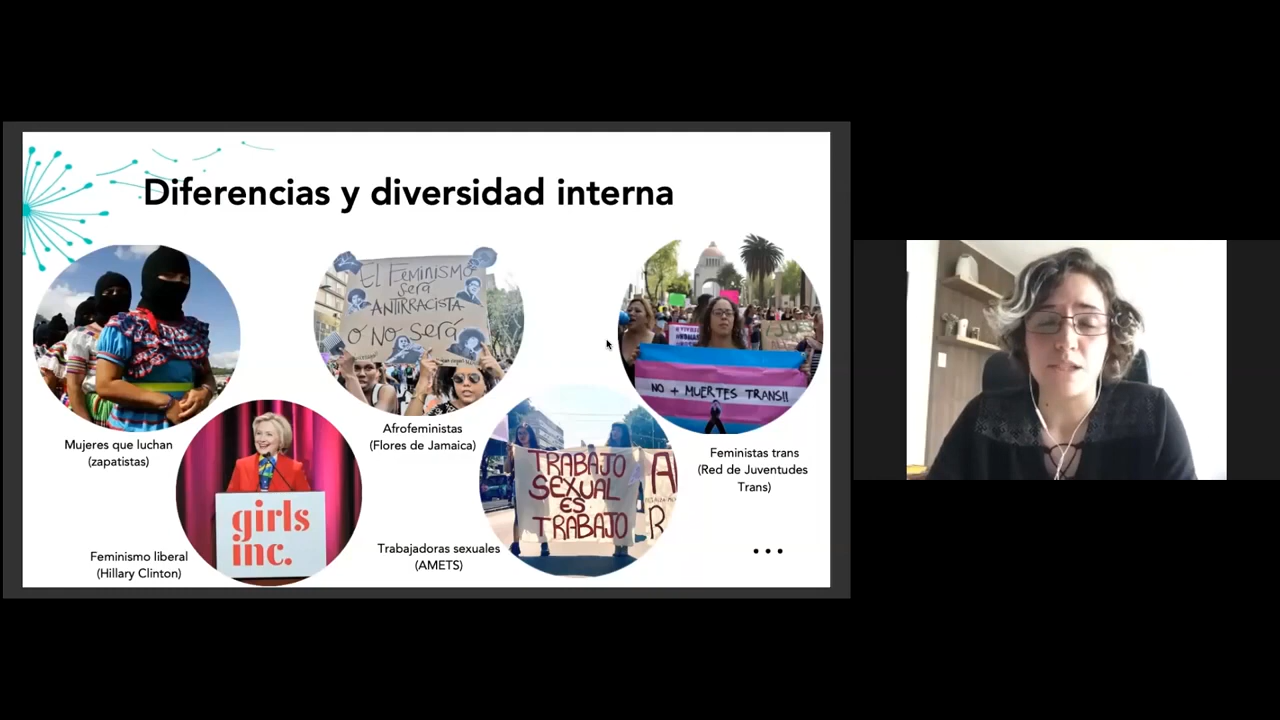 Diferencias y diversidad interna
EL FEMINISMO
será
ANTIRRACISTA
O NO SERÁ
NO + MUERTES TRANS!!
Mujeres que luchan
(zapatistas)
Afrofeministas
(Flores de Jamaica)
Feministas trans
(Red de Juventudes
Trans)
girls
inc.
TRABAJO
SEXUAL
ES
TRABAJO
A
R
Feminismo liberal
(Hillary Clinton)
Trabajadoras sexuales
(AMETS)
...